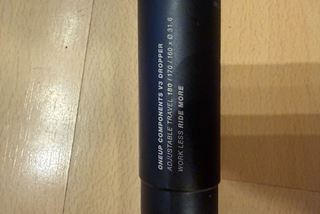 ONEUP COMPONENTS V3 DROPPER
ADJUSTABLE TRAVEL 180 / 170 / 160 x Ø 31.6
WORK LESS RIDE MORE